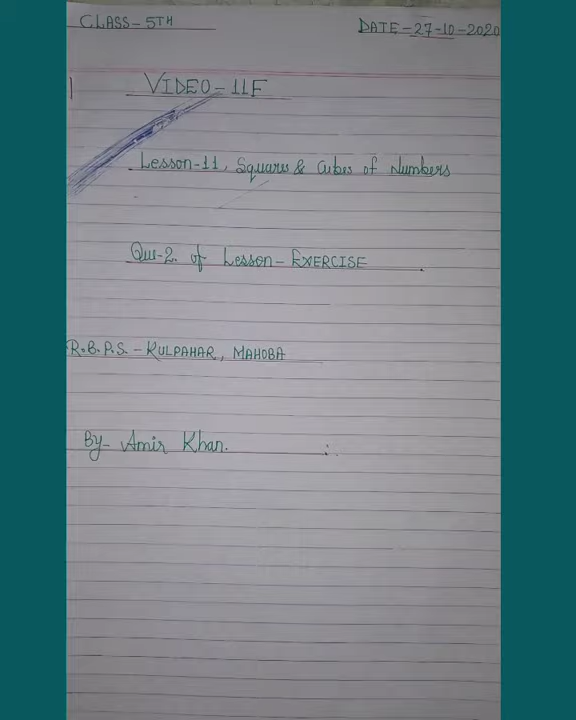 CLASS-5TH
DATE-27-10-2020
VIDEO-11F
Lesson-11, Squares & Cubes of Numbers
Qus-2. of Lesson-EXERCISE
R.B.P.S.-KULPAHAR, MAHOBA
By- Amir Khan.